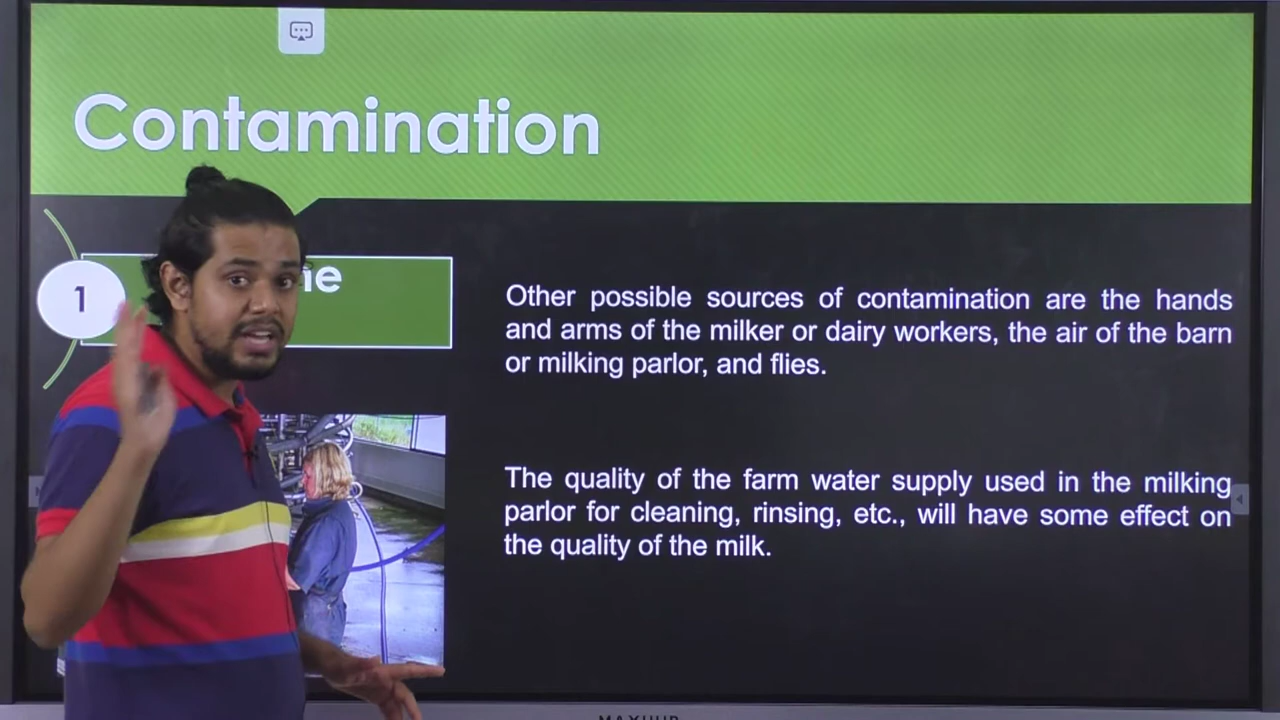 Contamination
1
Other possible sources of contamination are the hands
and arms of the milker or dairy workers, the air of the barn
or milking parlor, and flies.
The quality of the farm water supply used in the milking
parlor for cleaning, rinsing, etc., will have some effect on
the quality of the milk.